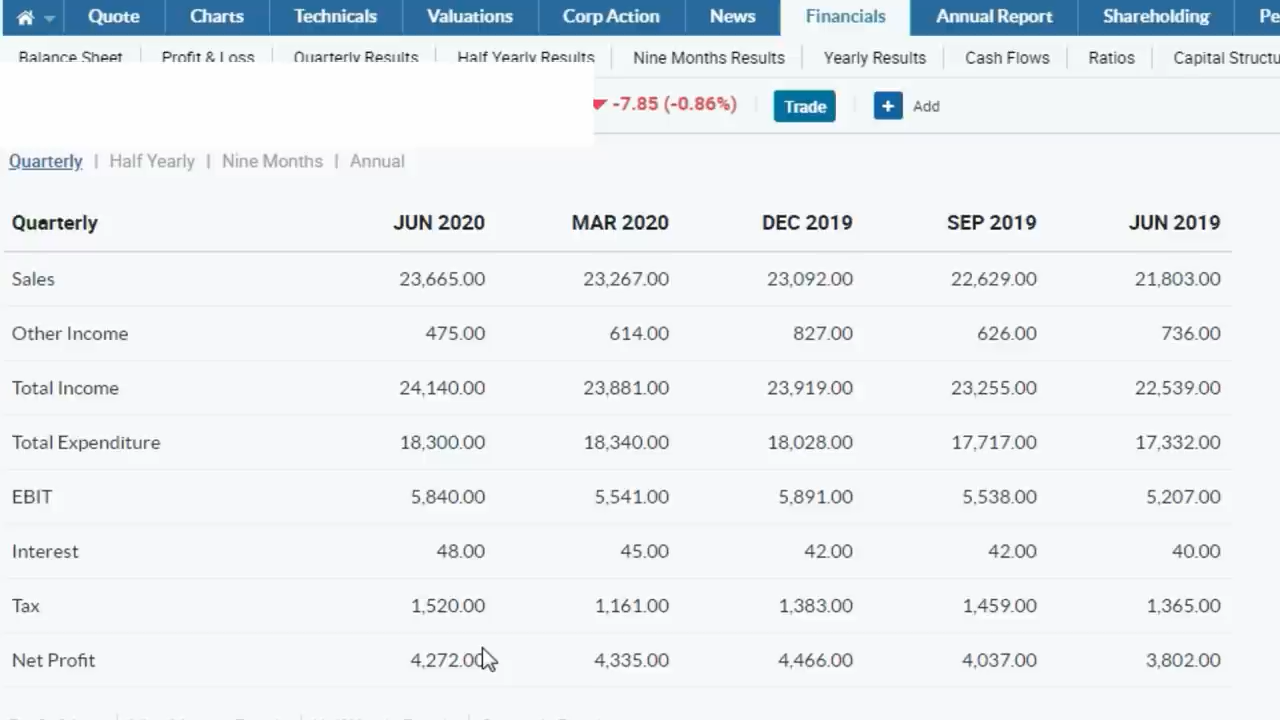 Quote Charts Technicals Valuations Corp Action News Financials Annual Report Shareholding Pe
Balance Sheet Profit & Loss Quarterly Results Half Yearly Results Nine Months Results Yearly Results Cash Flows Ratios Capital Structu
-7.85 (-0.86%) Trade + Add
Quarterly | Half Yearly | Nine Months | Annual
Quarterly JUN 2020 MAR 2020 DEC 2019 SEP 2019 JUN 2019
Sales 23,665.00 23,267.00 23,092.00 22,629.00 21,803.00
Other Income 475.00 614.00 827.00 626.00 736.00
Total Income 24,140.00 23,881.00 23,919.00 23,255.00 22,539.00
Total Expenditure 18,300.00 18,340.00 18,028.00 17,717.00 17,332.00
EBIT 5,840.00 5,541.00 5,891.00 5,538.00 5,207.00
Interest 48.00 45.00 42.00 42.00 40.00
Tax 1,520.00 1,161.00 1,383.00 1,459.00 1,365.00
Net Profit 4,272.00 4,335.00 4,466.00 4,037.00 3,802.00